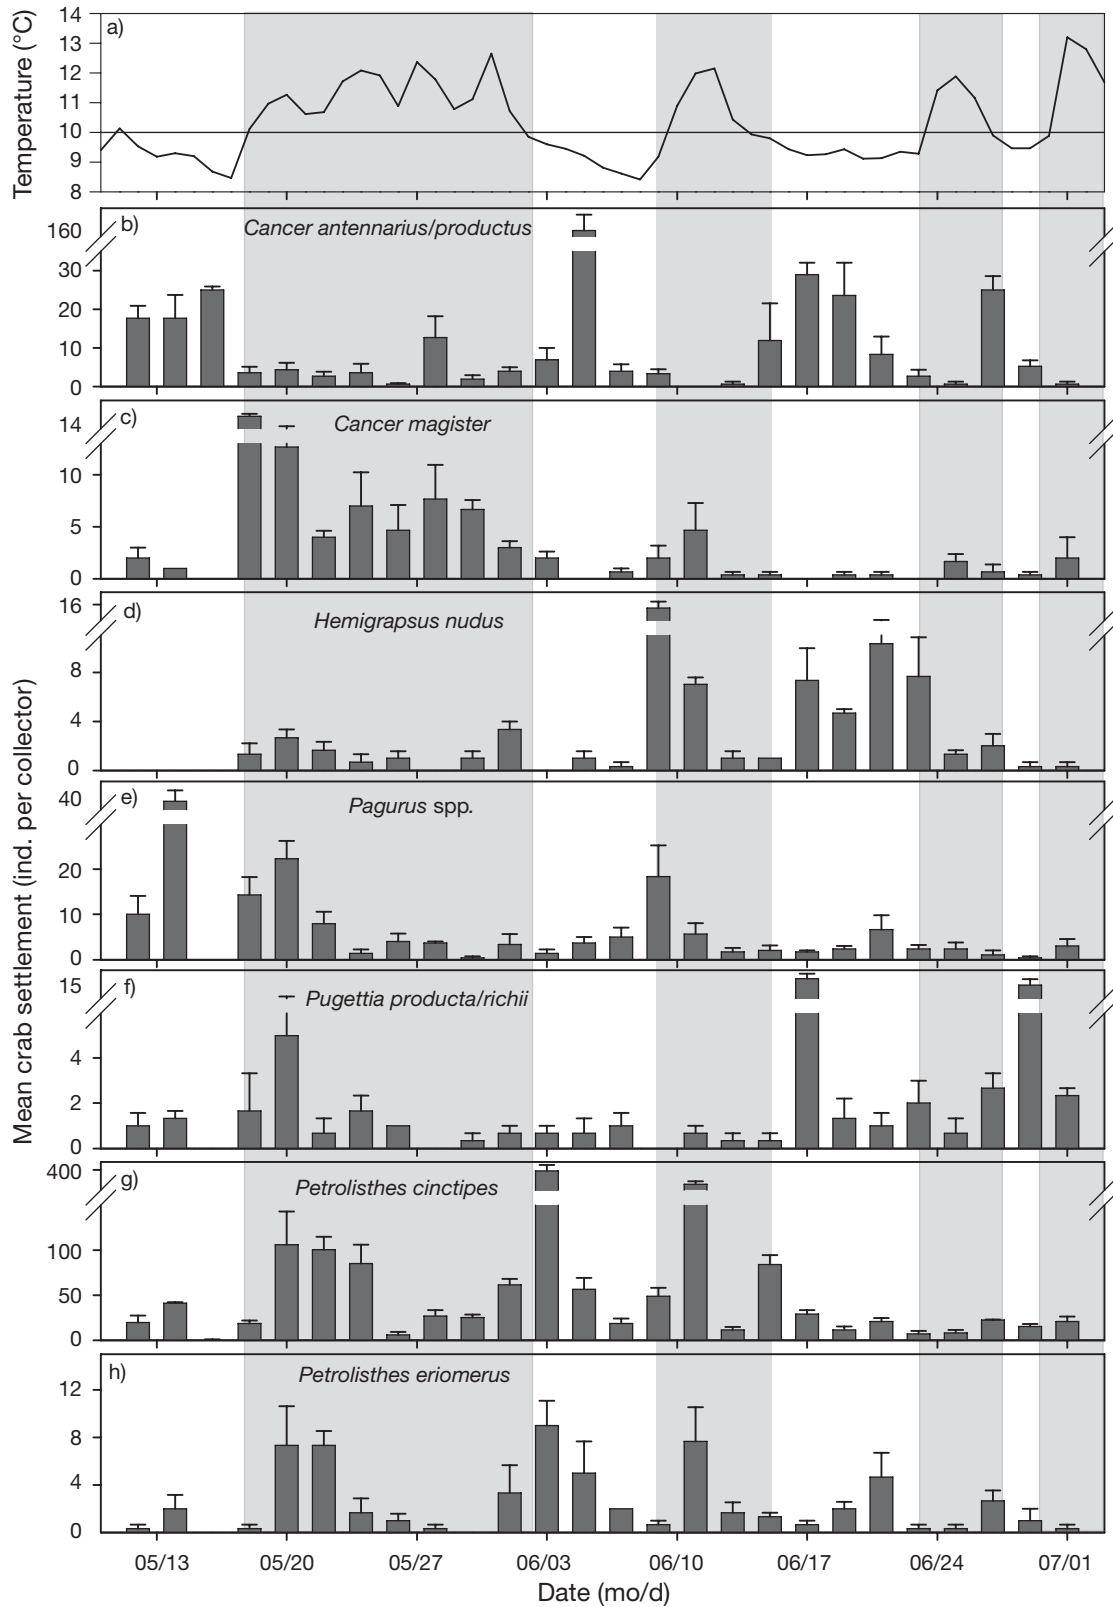 14
13
12
11
10
9
8
Temperature (°C)
a)
b)
Cancer antennarius/productus
160
30
20
10
0
c)
Cancer magister
14
10
5
0
d)
Hemigrapsus nudus
16
8
4
0
e)
Pagurus spp.
40
20
10
0
f)
Pugettia producta/richii
15
4
2
0
g)
Petrolisthes cinctipes
400
100
50
0
h)
Petrolisthes eriomerus
12
8
4
0
Mean crab settlement (ind. per collector)
05/13 05/20 05/27 06/03 06/10 06/17 06/24 07/01
Date (mo/d)